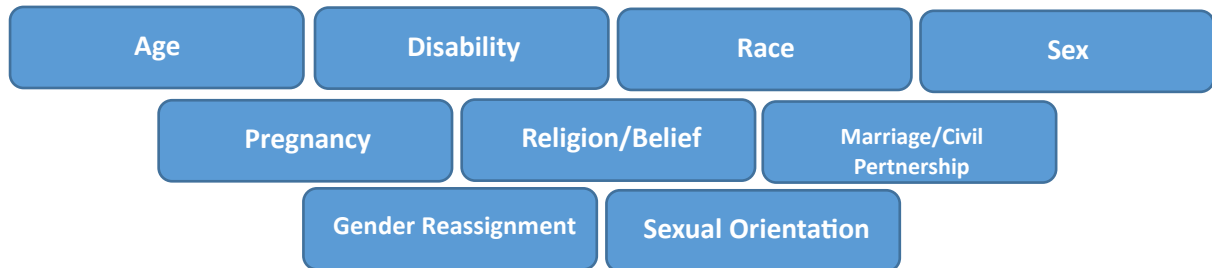 Age
Disability
Race
Sex
Pregnancy
Religion/Belief
Marriage/Civil
Pertnership
Gender Reassignment
Sexual Orientation